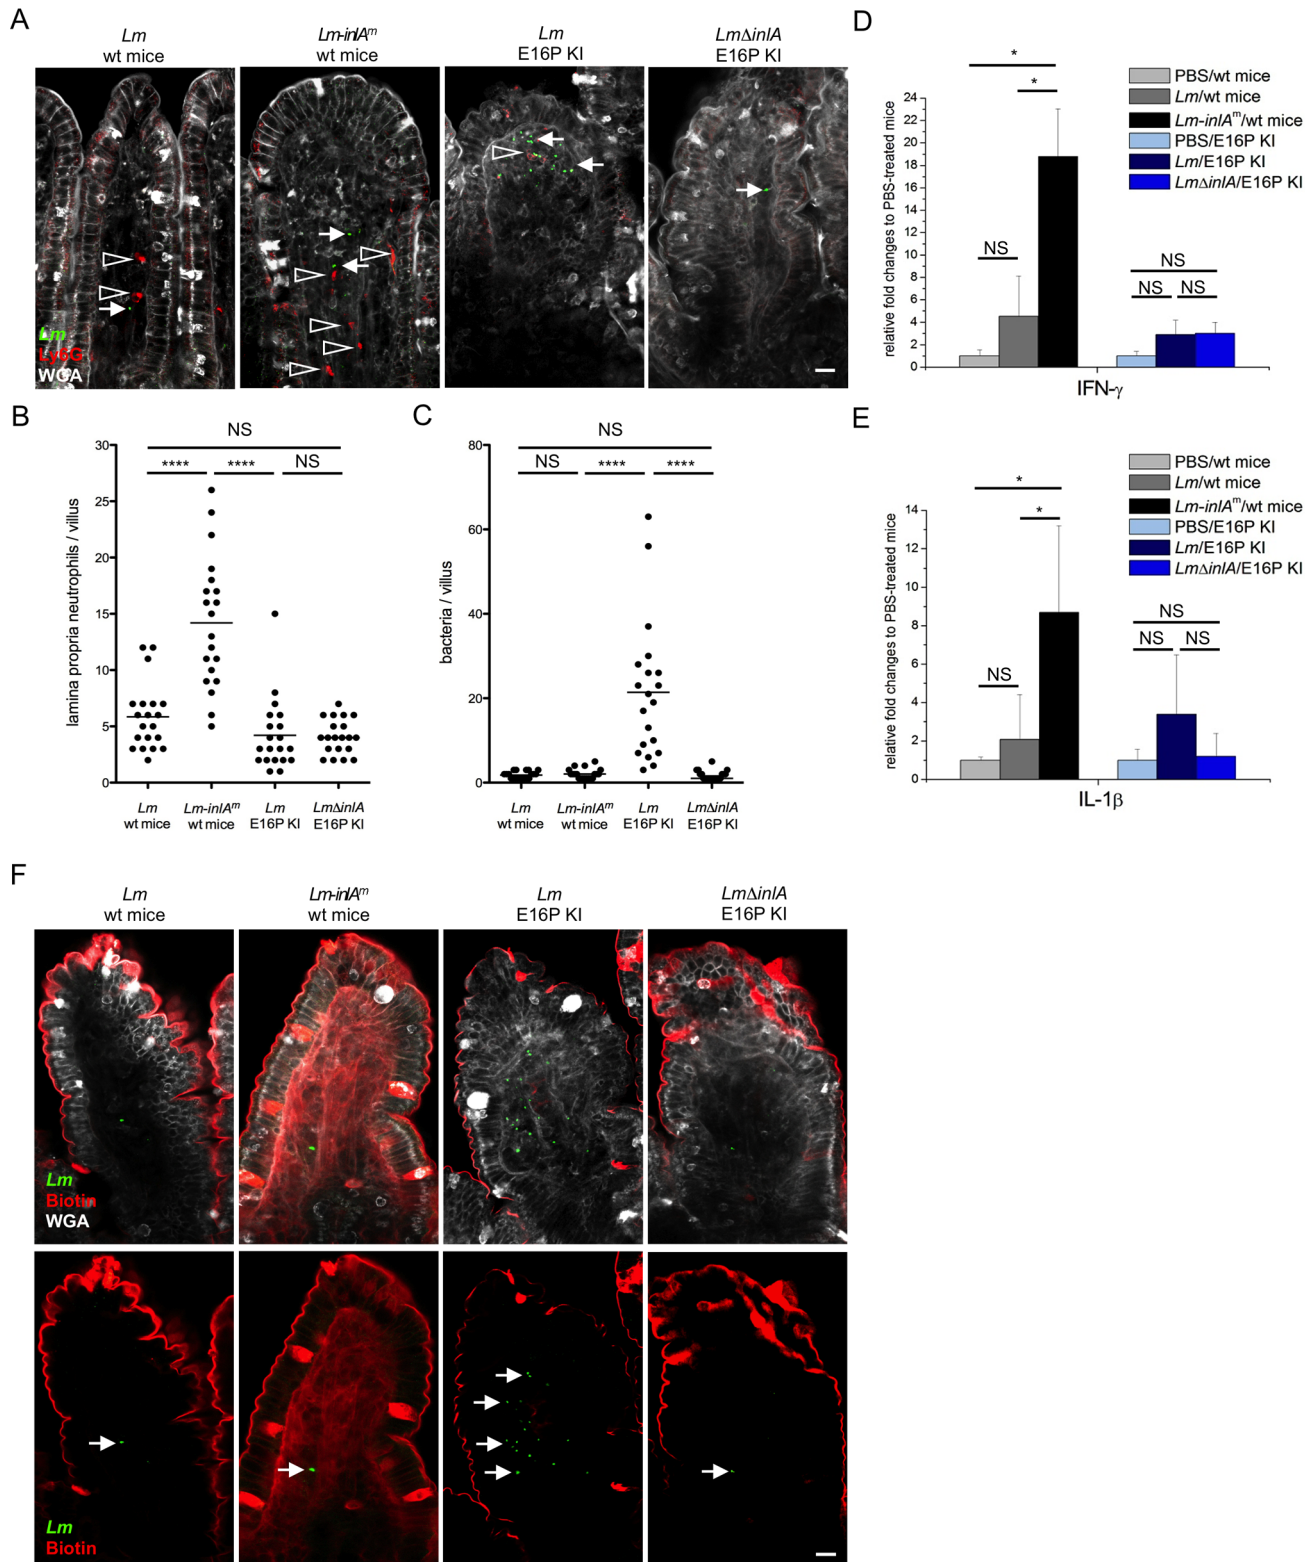 A
Lm
wt mice
Lm-inlAᵐ
wt mice
Lm
E16P KI
LmΔinlA
E16P KI
Lm
Ly6G
WGA
B
NS
**** **** NS
lamina propria neutrophils / villus
30
25
20
15
10
5
0
Lm
wt mice
Lm-inlAᵐ
wt mice
Lm
E16P KI
LmΔinlA
E16P KI
C
NS
NS **** ****
bacteria / villus
80
60
40
20
0
Lm
wt mice
Lm-inlAᵐ
wt mice
Lm
E16P KI
LmΔinlA
E16P KI
D
PBS/wt mice
Lm/wt mice
Lm-inlAᵐ/wt mice
PBS/E16P KI
Lm/E16P KI
LmΔinlA/E16P KI
*
*
NS
NS
NS NS
relative fold changes to PBS-treated mice
24
22
20
18
16
14
12
10
8
6
4
2
0
IFN-γ
E
PBS/wt mice
Lm/wt mice
Lm-inlAᵐ/wt mice
PBS/E16P KI
Lm/E16P KI
LmΔinlA/E16P KI
*
*
NS
NS
NS NS
relative fold changes to PBS-treated mice
14
12
10
8
6
4
2
0
IL-1β
F
Lm
wt mice
Lm-inlAᵐ
wt mice
Lm
E16P KI
LmΔinlA
E16P KI
Lm
Biotin
WGA
Lm
Biotin